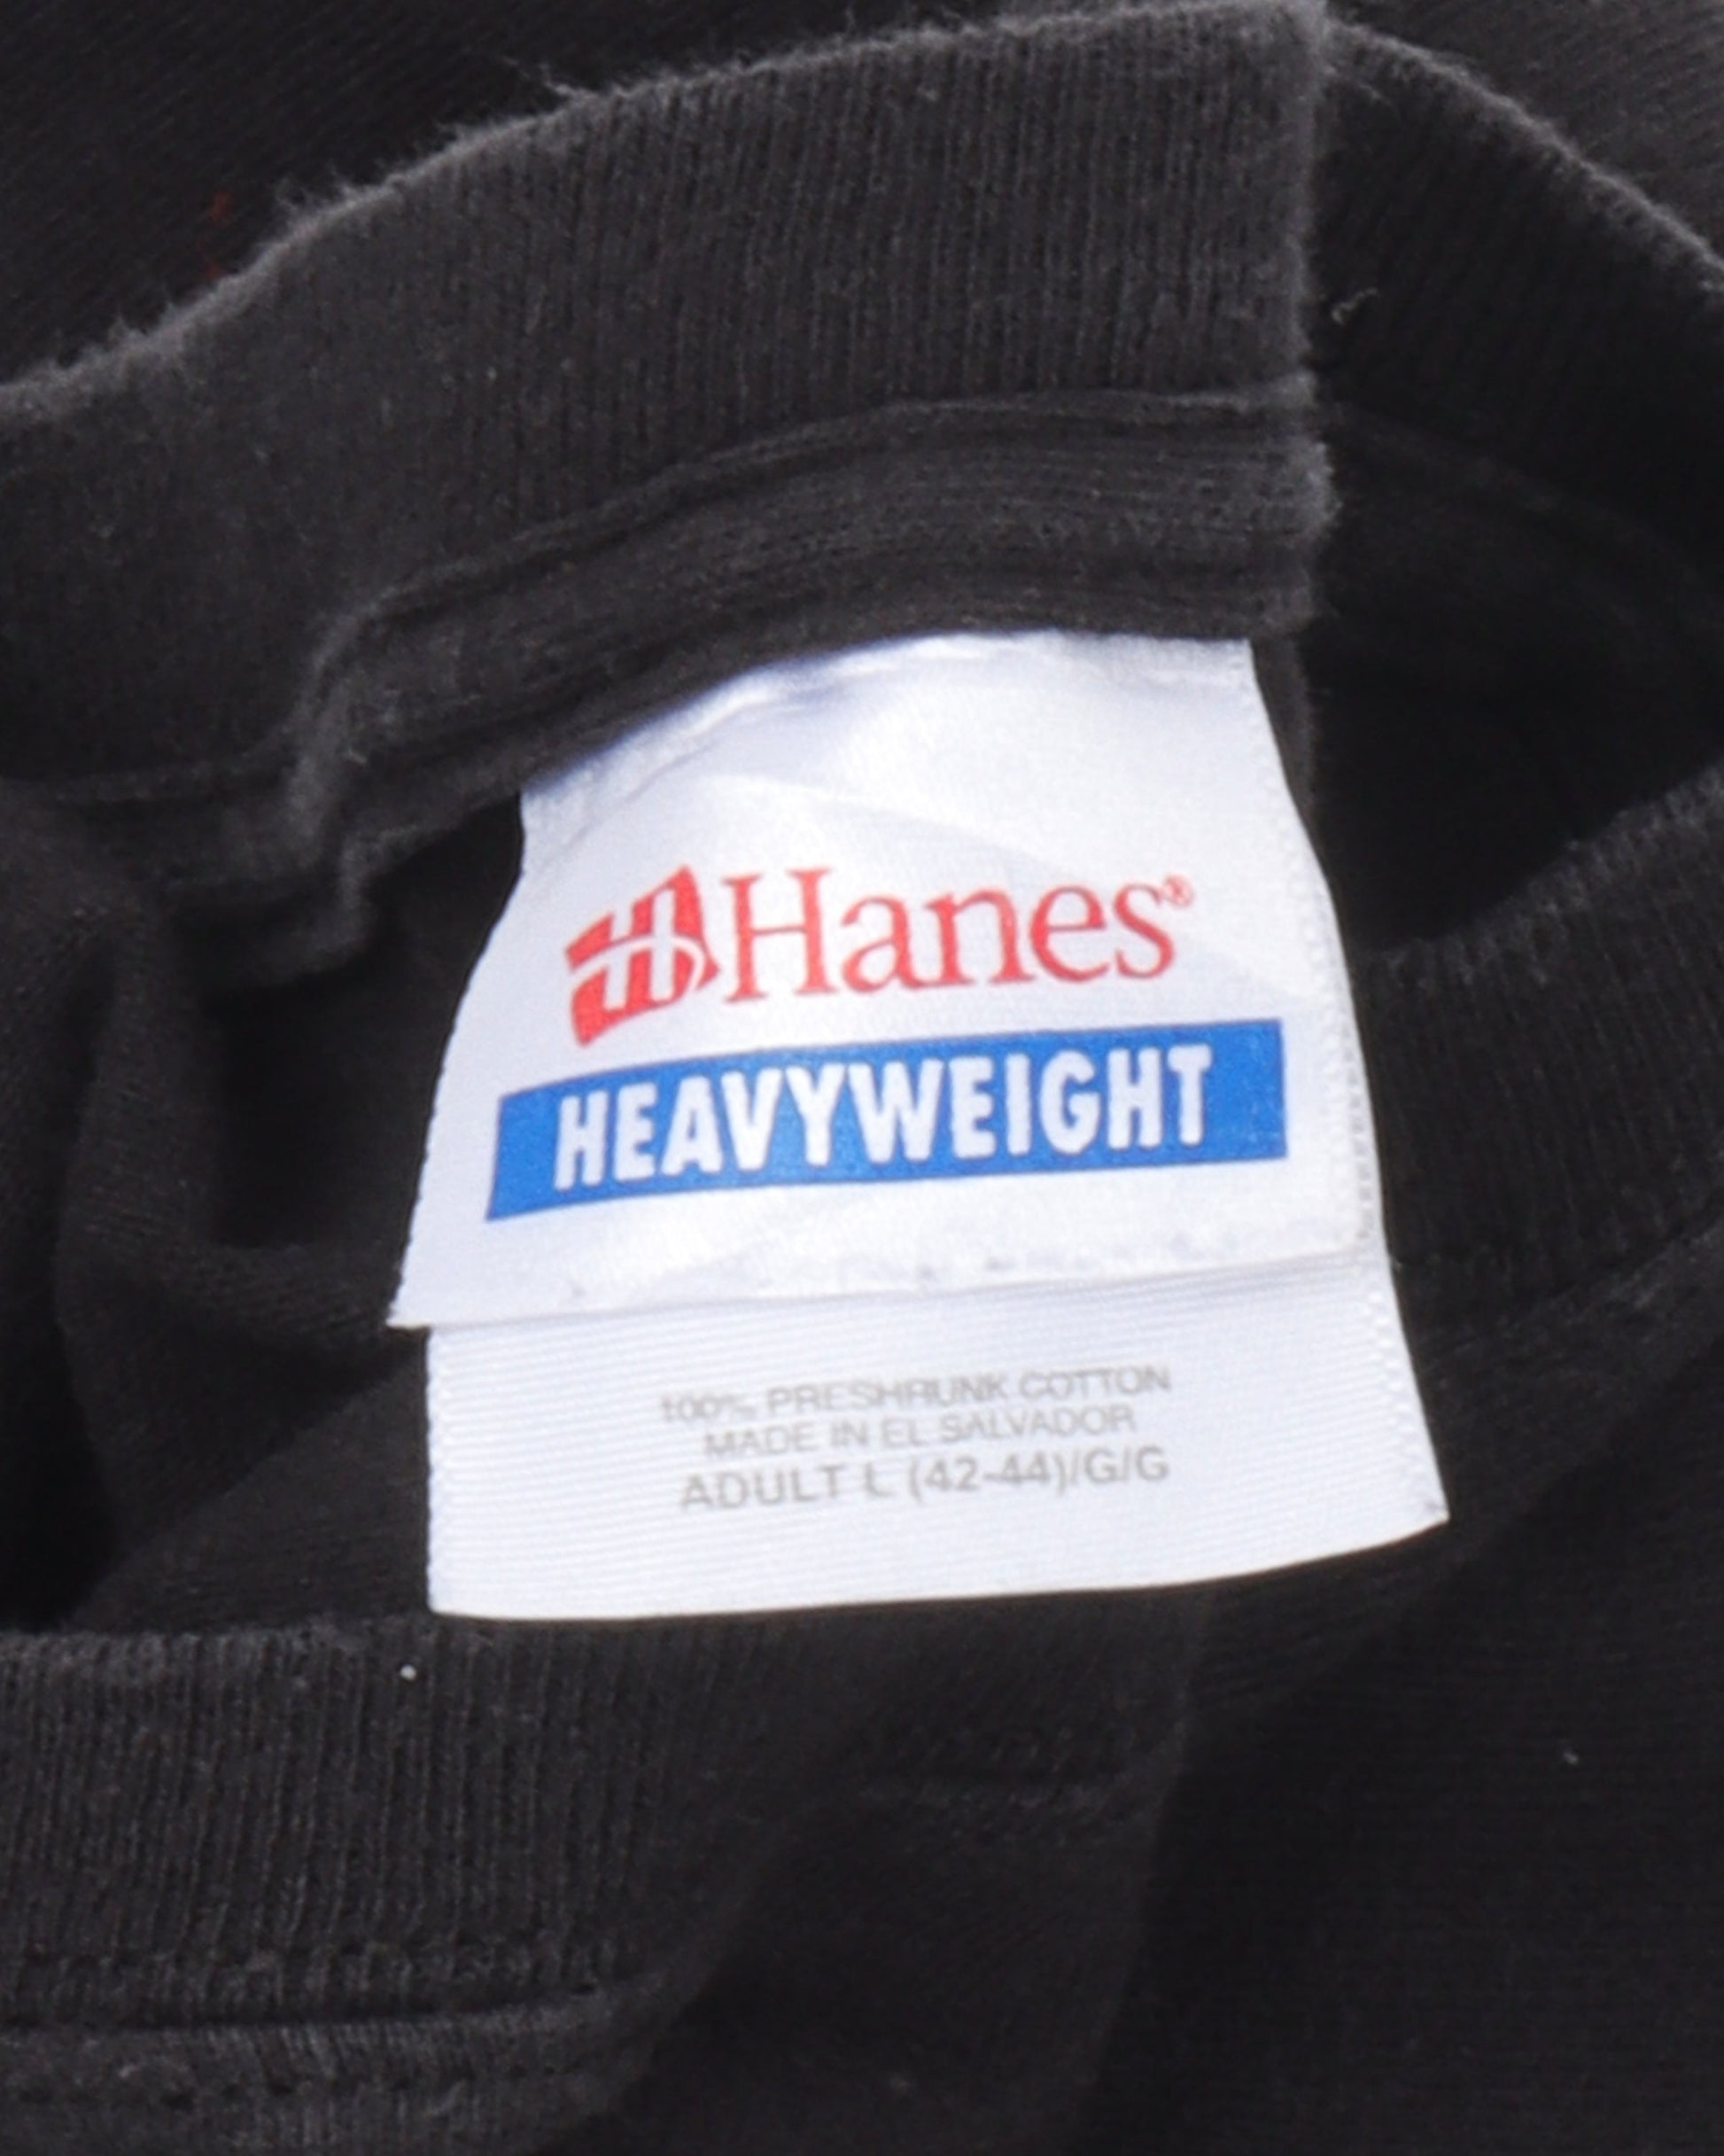 Hanes®
HEAVYWEIGHT
100% PRESHRUNK COTTON
MADE IN EL SALVADOR
ADULT L (42-44)/G/G